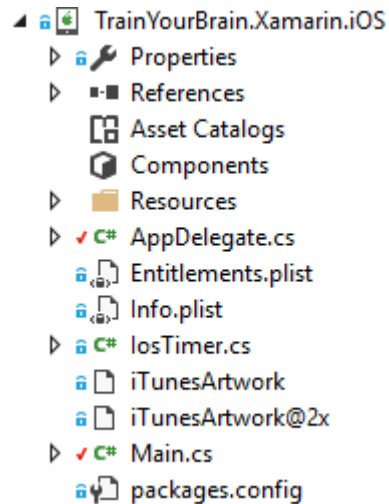 TrainYourBrain.Xamarin.iOS
Properties
References
Asset Catalogs
Components
Resources
C# AppDelegate.cs
Entitlements.plist
Info.plist
C# IosTimer.cs
iTunesArtwork
iTunesArtwork@2x
C# Main.cs
packages.config